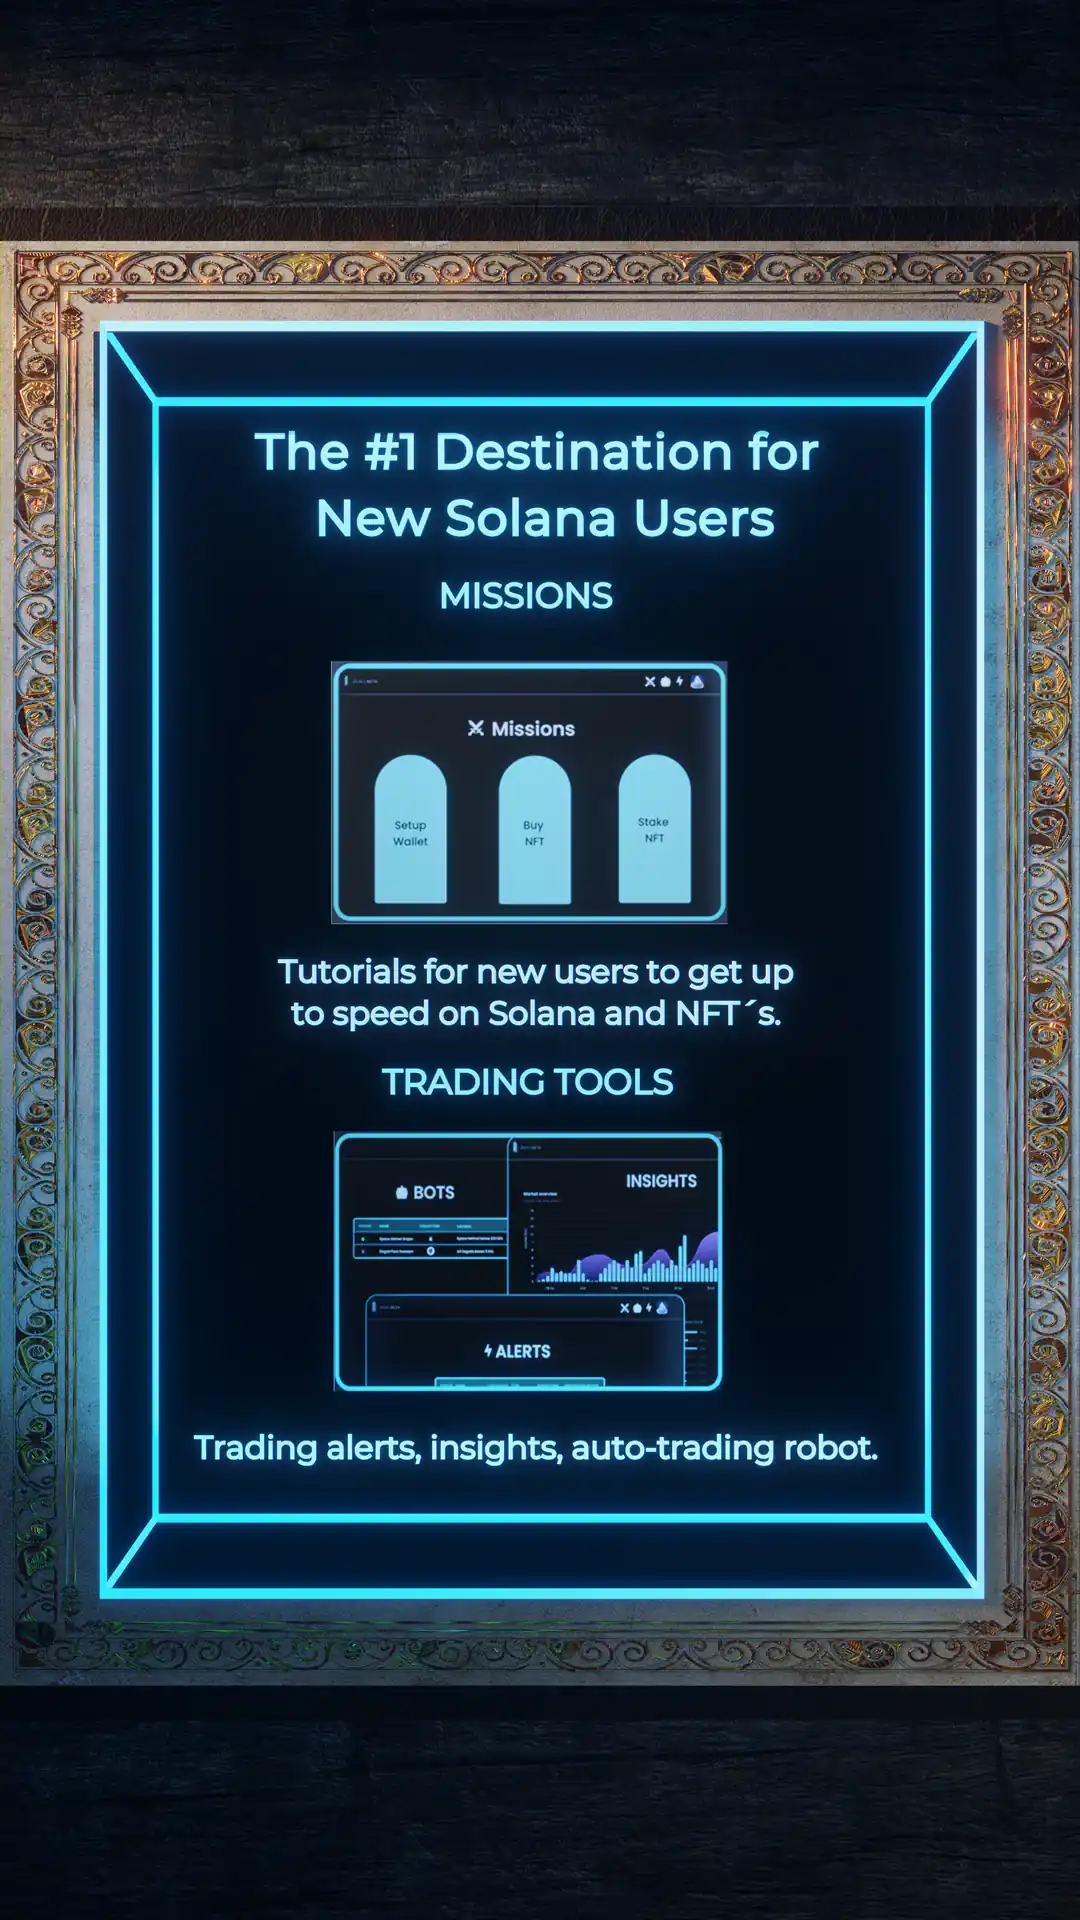 The #1 Destination for
New Solana Users
MISSIONS
Missions
Setup
Wallet
Buy
NFT
Stake
NFT
Tutorials for new users to get up
to speed on Solana and NFT´s.
TRADING TOOLS
BOTS
INSIGHTS
Market overview
ALERTS
Trading alerts, insights, auto-trading robot.